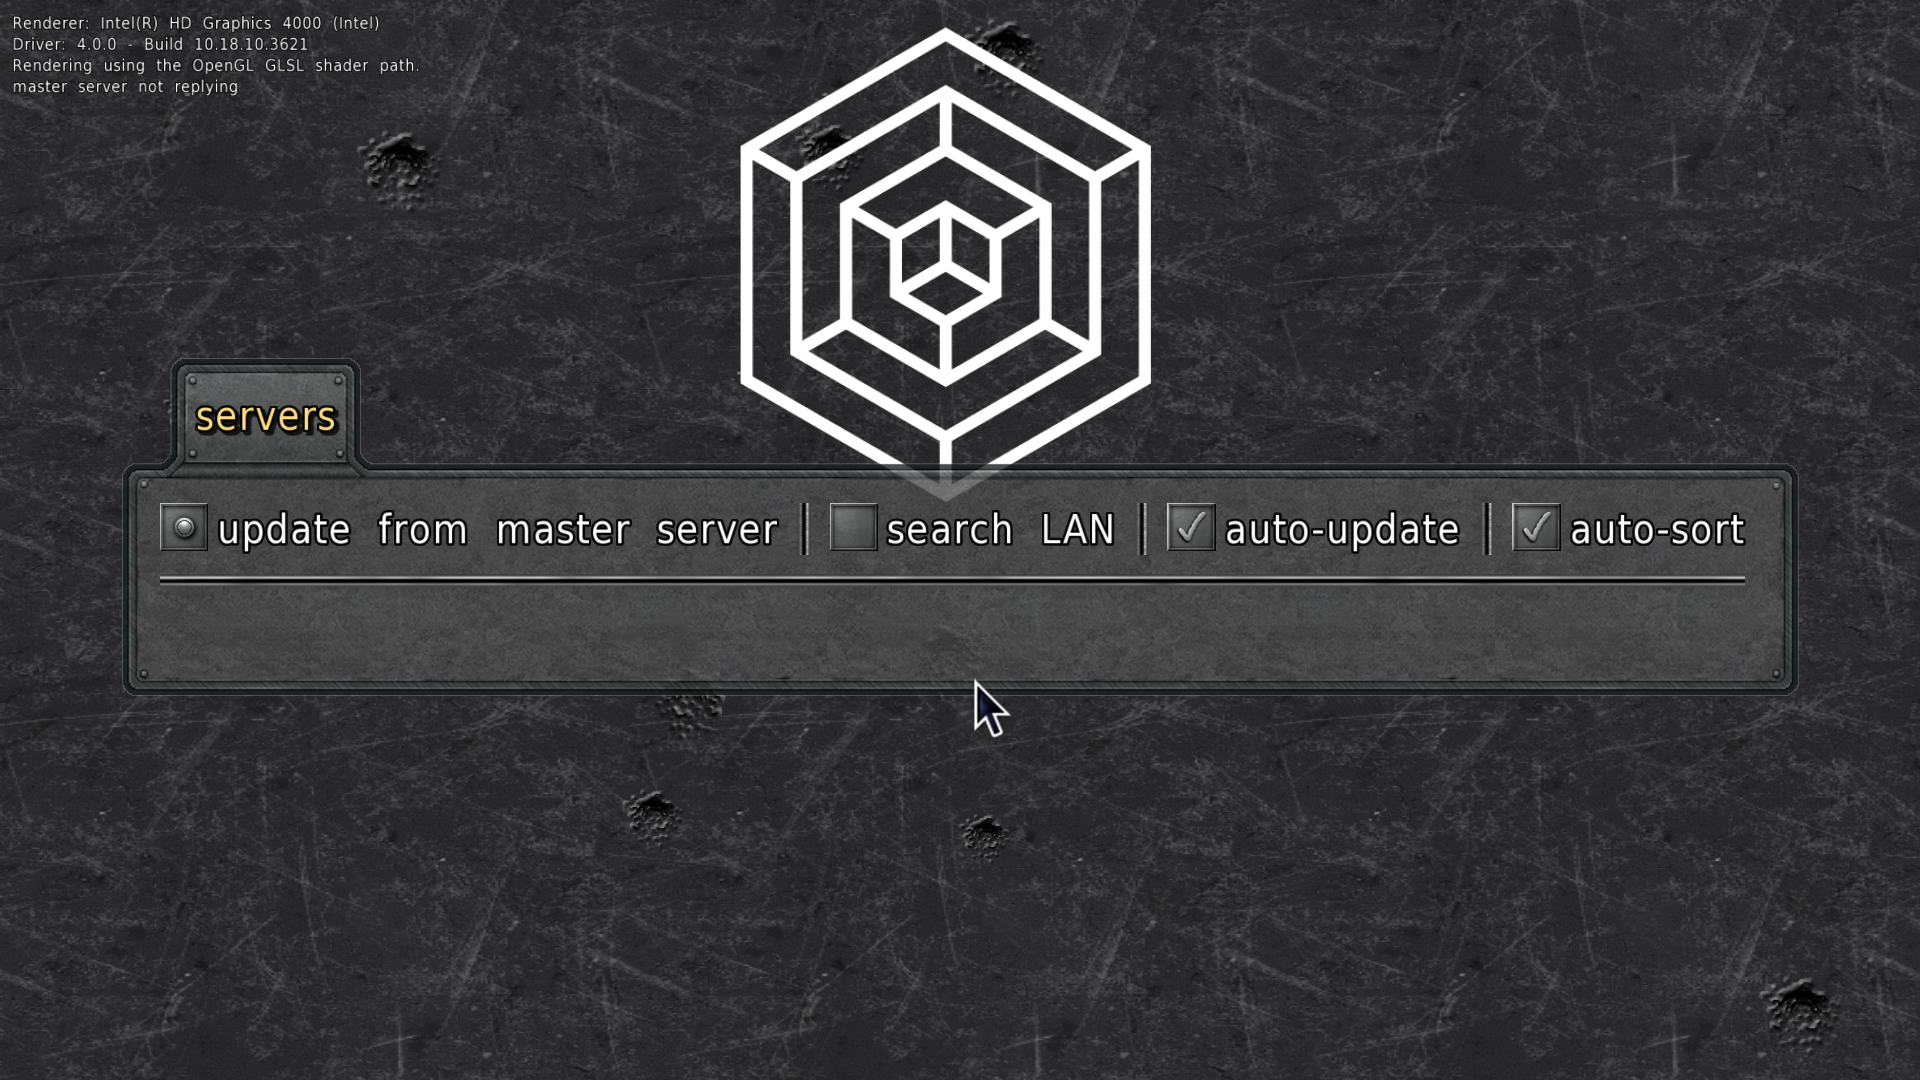 Renderer: Intel(R) HD Graphics 4000 (Intel)
Driver: 4.0.0 - Build 10.18.10.3621
Rendering using the OpenGL GLSL shader path.
master server not replying
servers
update from master server search LAN auto-update auto-sort